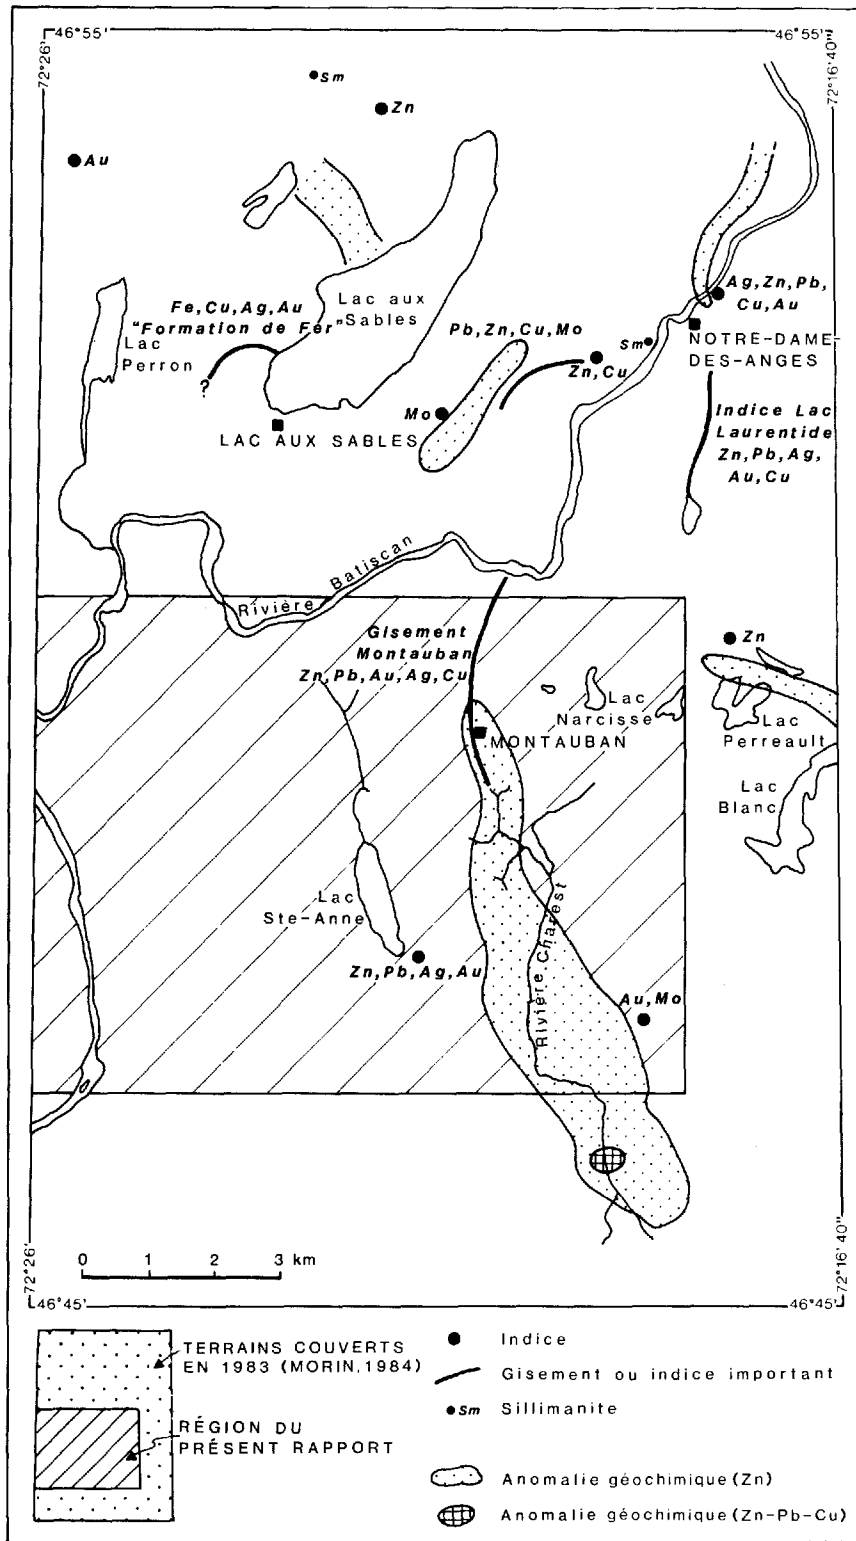 46°55'
46°55'
72°26'
72°16'40"
Sm
Zn
Au
Ag,Zn,Pb,
Cu,Au
Fe,Cu,Ag,Au
"Formation de Fer"
Lac aux
Sables
Lac
Perron
?
Pb,Zn,Cu,Mo
Sm
NOTRE-DAME-
DES-ANGES
Zn,Cu
Mo
LAC AUX SABLES
Indice Lac
Laurentide
Zn,Pb,Ag,
Au,Cu
Rivière Batiscan
Gisement
Montauban
Zn,Pb,Au,Ag,Cu
Zn
Lac
Narcisse
MONTAUBAN
Lac
Perreault
Lac
Blanc
Lac
Ste-Anne
Zn,Pb,Ag,Au
Rivière Charest
Au,Mo
0 1 2 3 km
72°26'
72°16'40"
46°45'
46°45'
TERRAINS COUVERTS
EN 1983 (MORIN,1984)
RÉGION DU
PRÉSENT RAPPORT
Indice
Gisement ou indice important
Sm Sillimanite
Anomalie géochimique (Zn)
Anomalie géochimique (Zn-Pb-Cu)